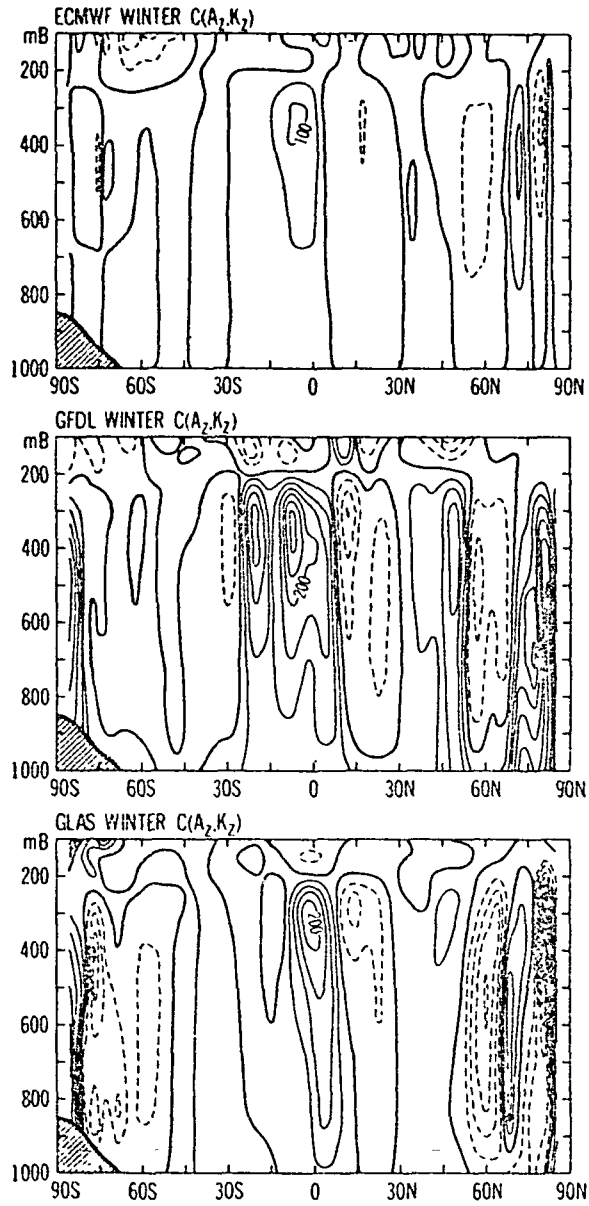 ECMWF WINTER C(A_Z,K_Z)
mB
200
400
600
800
1000
100
90S 60S 30S 0 30N 60N 90N
GFDL WINTER C(A_Z,K_Z)
mB
200
400
600
800
1000
200
90S 60S 30S 0 30N 60N 90N
GLAS WINTER C(A_Z,K_Z)
mB
200
400
600
800
1000
200
90S 60S 30S 0 30N 60N 90N